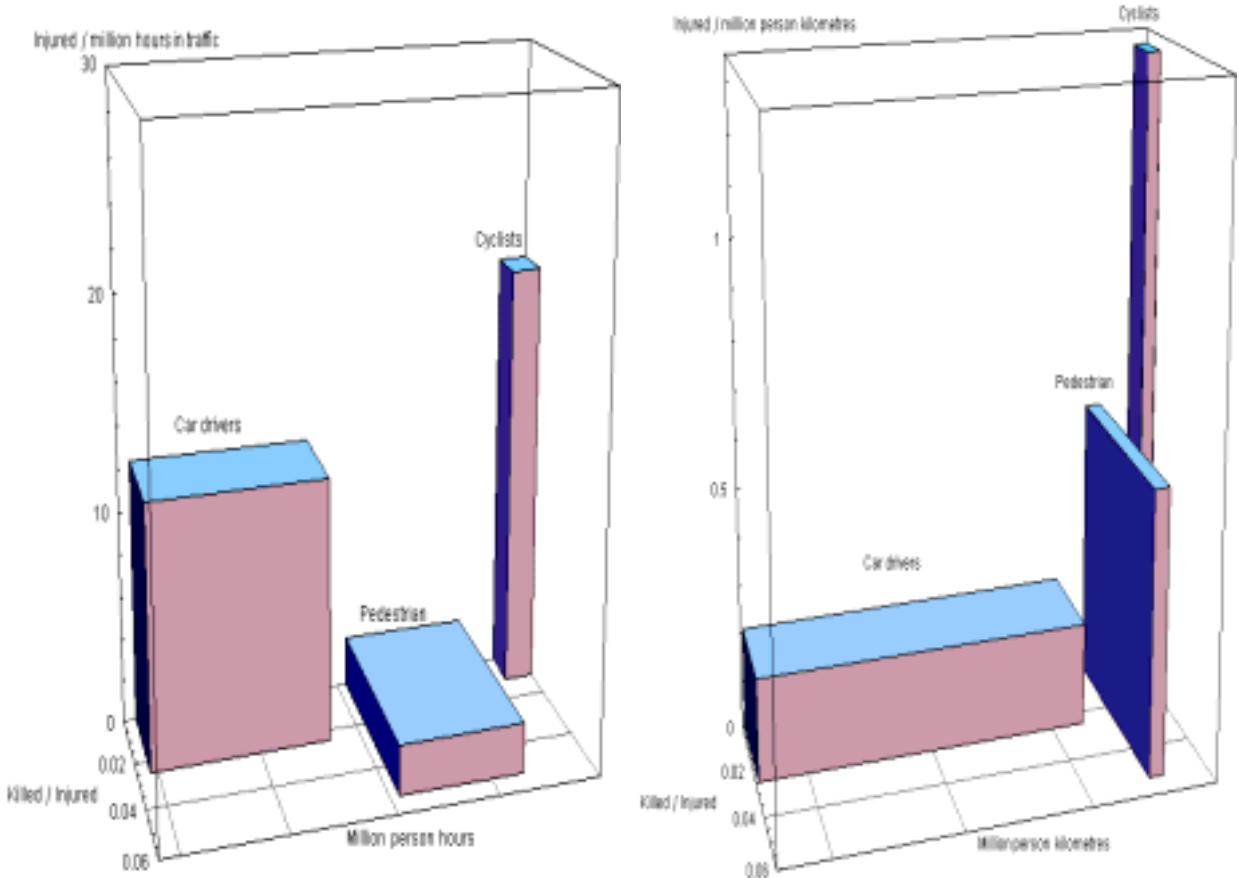 Injured / million hours in traffic
30
Cyclists
20
Car drivers
10
Pedestrian
0
0.02
Killed / Injured
0.04
0.06
Million person hours
Cyclists
Injured / million person kilometres
1
Pedestrian
0.5
Car drivers
0
0.02
Killed / Injured
0.04
0.06
Million person kilometres